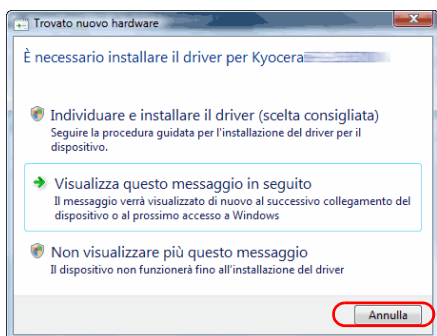 Trovato nuovo hardware
È necessario installare il driver per Kyocera
Individuare e installare il driver (scelta consigliata)
Seguire la procedura guidata per l'installazione del driver per il
dispositivo.
Visualizza questo messaggio in seguito
Il messaggio verrà visualizzato di nuovo al successivo collegamento del
dispositivo o al prossimo accesso a Windows
Non visualizzare più questo messaggio
Il dispositivo non funzionerà fino all'installazione del driver
Annulla